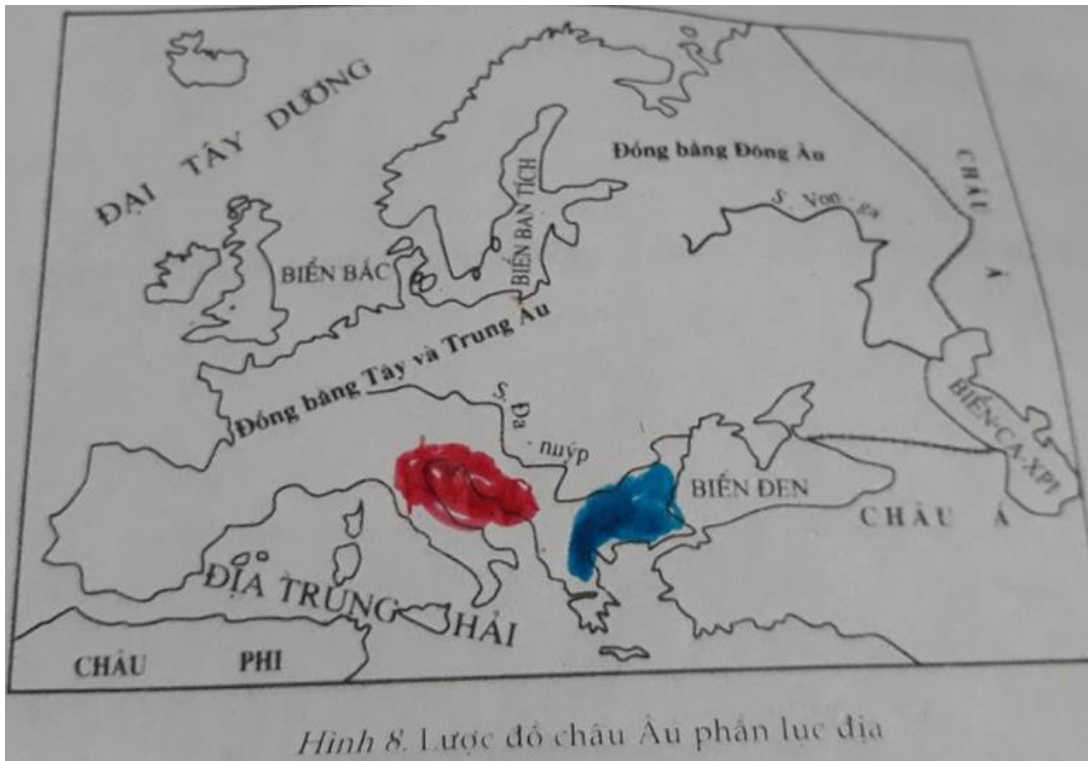 ĐẠI TÂY DƯƠNG
Đồng bằng Đông Âu
CHÂU Á
S. Von-ga
BIỂN BAN TÍCH
BIỂN BẮC
Đồng bằng Tây và Trung Âu
S. Đa-nuýp
BIỂN CA-XPI
BIỂN ĐEN
CHÂU Á
ĐỊA TRUNG HẢI
CHÂU PHI
Hình 8. Lược đồ châu Âu phần lục địa